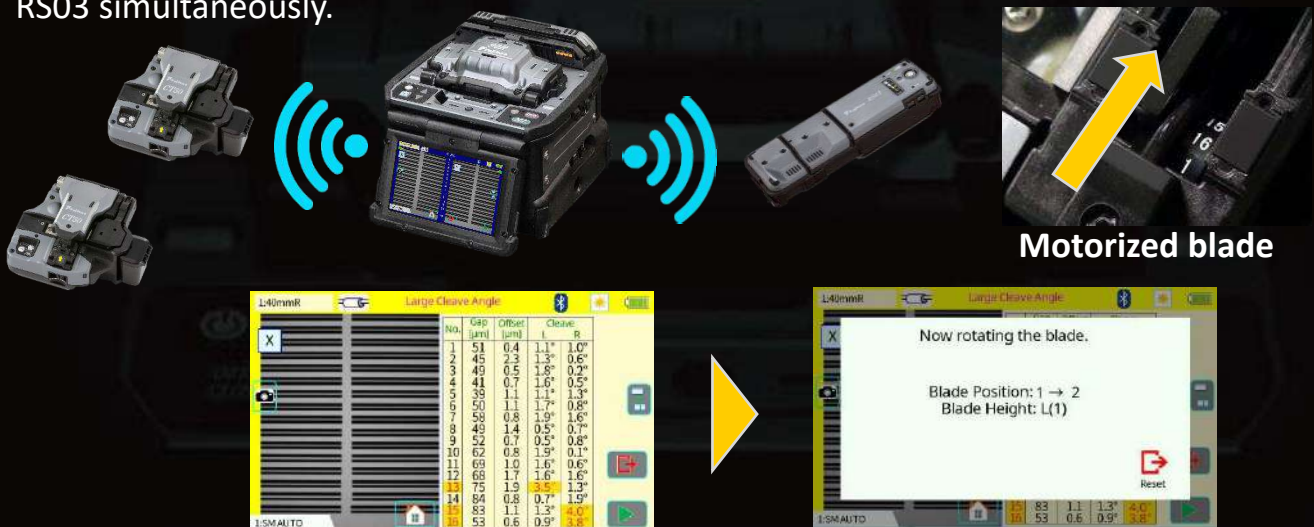 RS03 simultaneously.
CT50
CT50
15
16
1
Motorized blade
1:40mmR Large Cleave Angle
No. Gap [µm] Offset [µm] Cleave L R
1 51 0.4 1.1° 1.0°
2 45 2.3 1.3° 0.6°
3 49 0.5 1.8° 0.2°
4 41 0.7 1.6° 0.5°
5 39 1.1 1.1° 1.3°
6 50 1.1 1.7° 0.8°
7 58 0.8 1.9° 1.6°
8 49 1.4 0.5° 0.7°
9 52 0.7 0.5° 0.8°
10 62 0.8 1.9° 0.1°
11 69 1.0 1.6° 0.6°
12 68 1.7 1.6° 1.6°
13 75 1.9 3.5° 1.3°
14 84 0.8 0.7° 1.5°
15 83 1.1 1.3° 4.0°
16 53 0.6 0.9° 3.8°
X
1:SM AUTO
1:40mmR Large Cleave Angle
X
Now rotating the blade.
Blade Position: 1 → 2
Blade Height: L(1)
Reset
15 83 1.1 1.3° 4.0°
16 53 0.6 0.9° 3.8°
1:SM AUTO